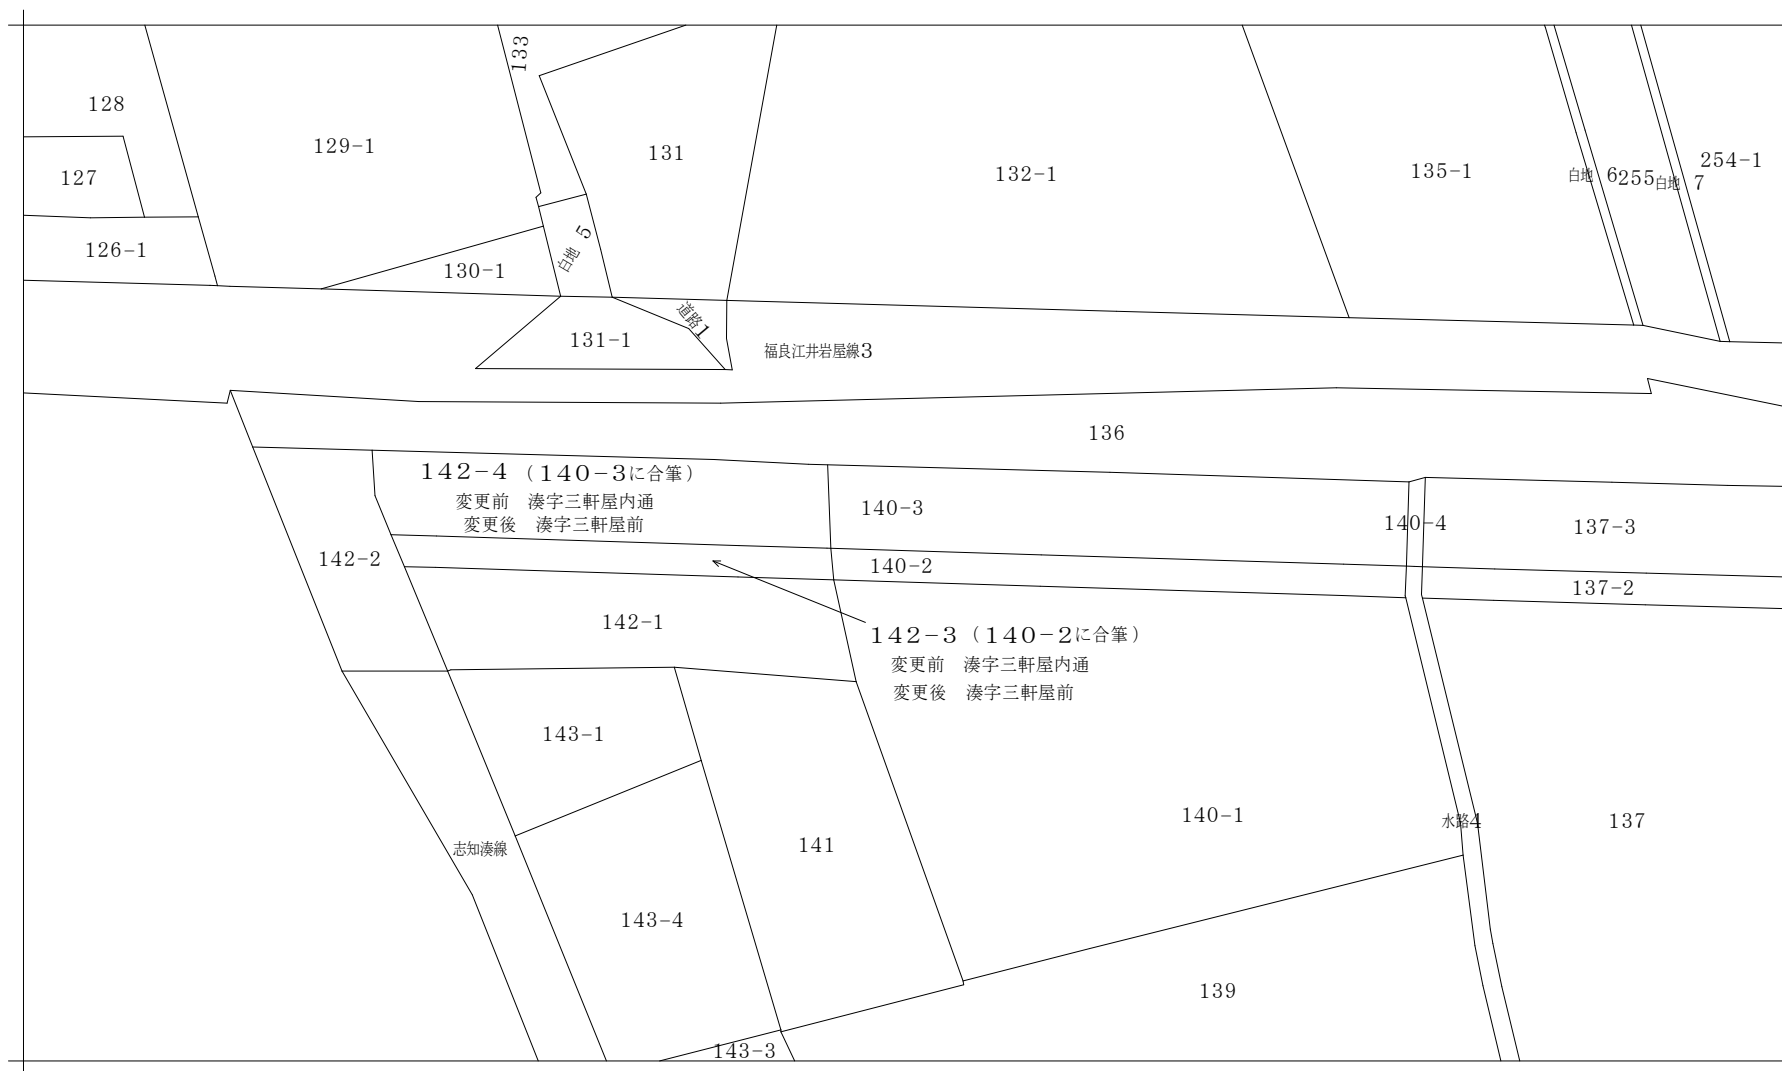 133
128
129-1
131
132-1
135-1
254-1
127
白地 6
255
白地 7
126-1
130-1
白地 5
131-1
道路1
福良江井岩屋線3
136
142-4 (140-3に合筆)
変更前 湊字三軒屋内通
変更後 湊字三軒屋前
140-3
140-4
137-3
142-2
140-2
137-2
142-1
142-3 (140-2に合筆)
変更前 湊字三軒屋内通
変更後 湊字三軒屋前
143-1
140-1
水路4
137
志知湊線
141
143-4
139
143-3